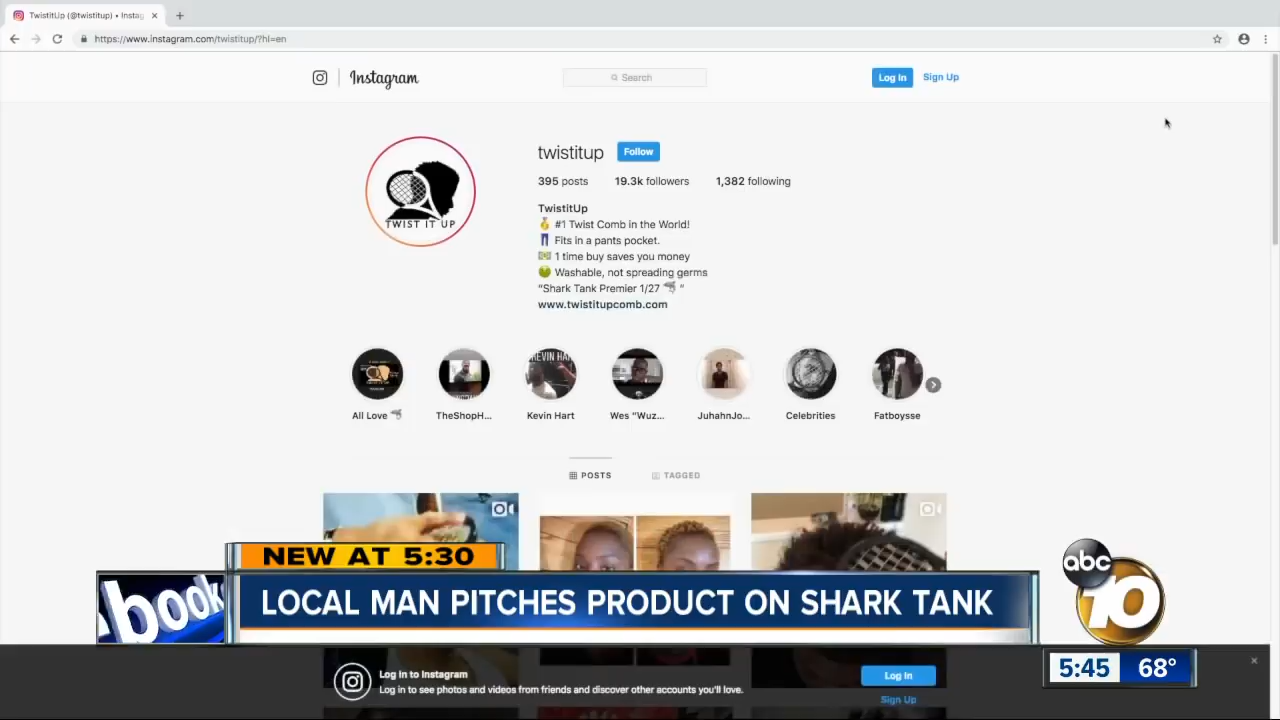 TwistitUp (@twistitup) • Instag
https://www.instagram.com/twistitup/?hl=en
Instagram
Search
Log In
Sign Up
TWIST IT UP
twistitup
Follow
395 posts
19.3k followers
1,382 following
TwistitUp
🥇 #1 Twist Comb in the World!
👖 Fits in a pants pocket.
💵 1 time buy saves you money
🤢 Washable, not spreading germs
"Shark Tank Premier 1/27 🦈 "
www.twistitupcomb.com
KEVIN HAR
All Love 🦈
TheShopH...
Kevin Hart
Wes "Wuz...
JuhahnJo...
Celebrities
Fatboysse
POSTS
TAGGED
NEW AT 5:30
book
LOCAL MAN PITCHES PRODUCT ON SHARK TANK
abc
10
5:45
68°
Log In to Instagram
Log in to see photos and videos from friends and discover other accounts you'll love.
Log In
Sign Up